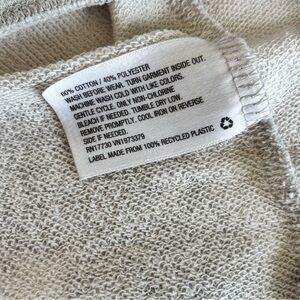 60% COTTON / 40% POLYESTER
WASH BEFORE WEAR. TURN GARMENT INSIDE OUT.
MACHINE WASH COLD WITH LIKE COLORS.
GENTLE CYCLE. ONLY NON-CHLORINE
BLEACH IF NEEDED. TUMBLE DRY LOW
REMOVE PROMPTLY. COOL IRON ON REVERSE
SIDE IF NEEDED.
RN17730 VN1973379
LABEL MADE FROM 100% RECYCLED PLASTIC